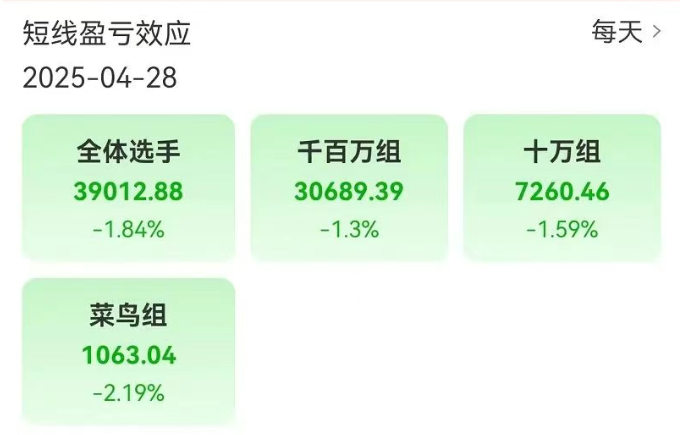 短线盈亏效应
每天 >
2025-04-28
全体选手
39012.88
-1.84%
千百万组
30689.39
-1.3%
十万组
7260.46
-1.59%
菜鸟组
1063.04
-2.19%